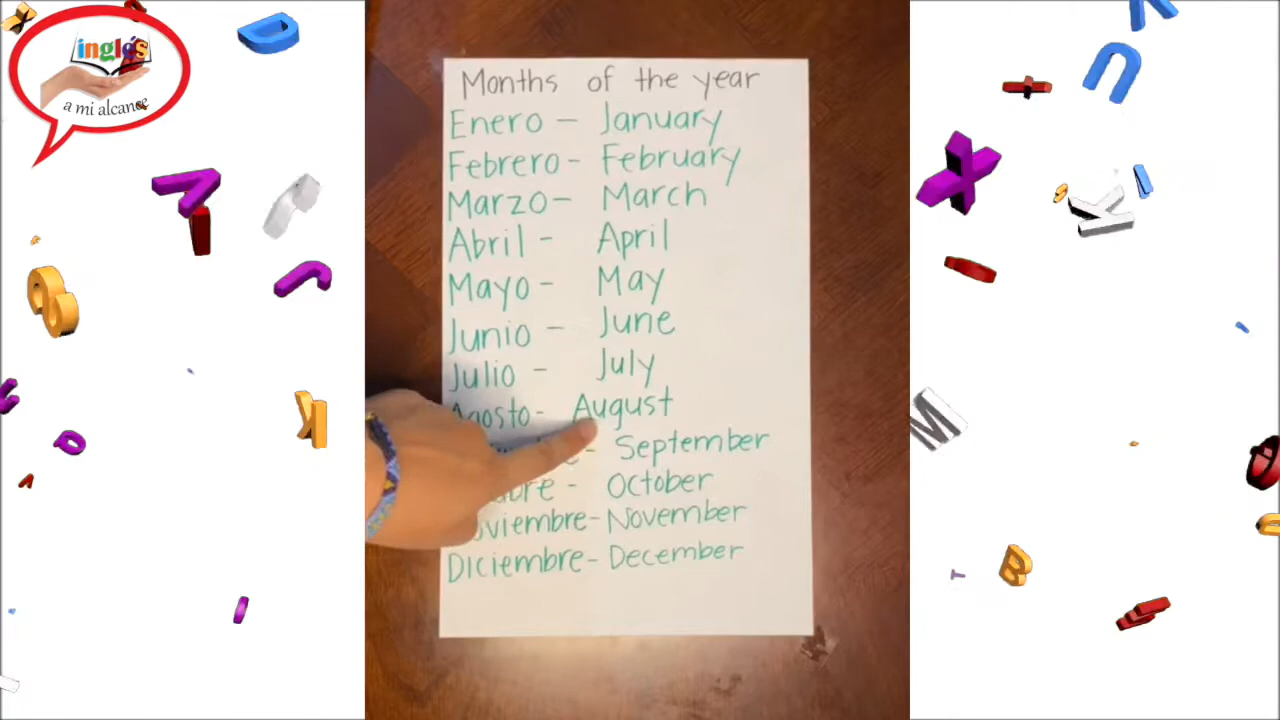 inglés
a mi alcance
Months of the year
Enero - January
Febrero - February
Marzo - March
Abril - April
Mayo - May
Junio - June
Julio - July
Agosto - August
- September
- October
- November
Diciembre - December